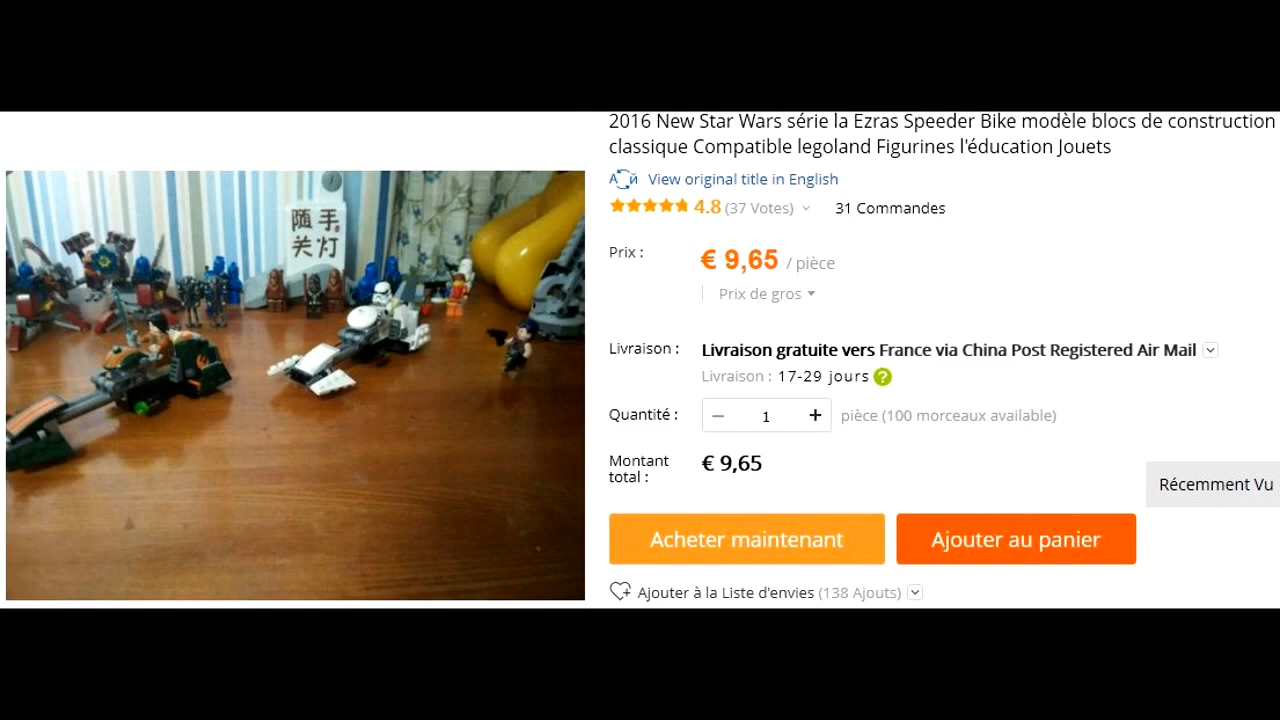 随手
关灯
2016 New Star Wars série la Ezras Speeder Bike modèle blocs de construction
classique Compatible legoland Figurines l'éducation Jouets
View original title in English
4.8 (37 Votes) 31 Commandes
Prix : € 9,65 / pièce
Prix de gros
Livraison : Livraison gratuite vers France via China Post Registered Air Mail
Livraison : 17-29 jours ?
Quantité : − 1 + pièce (100 morceaux available)
Montant total : € 9,65
Récemment Vu
Acheter maintenant Ajouter au panier
Ajouter à la Liste d'envies (138 Ajouts)